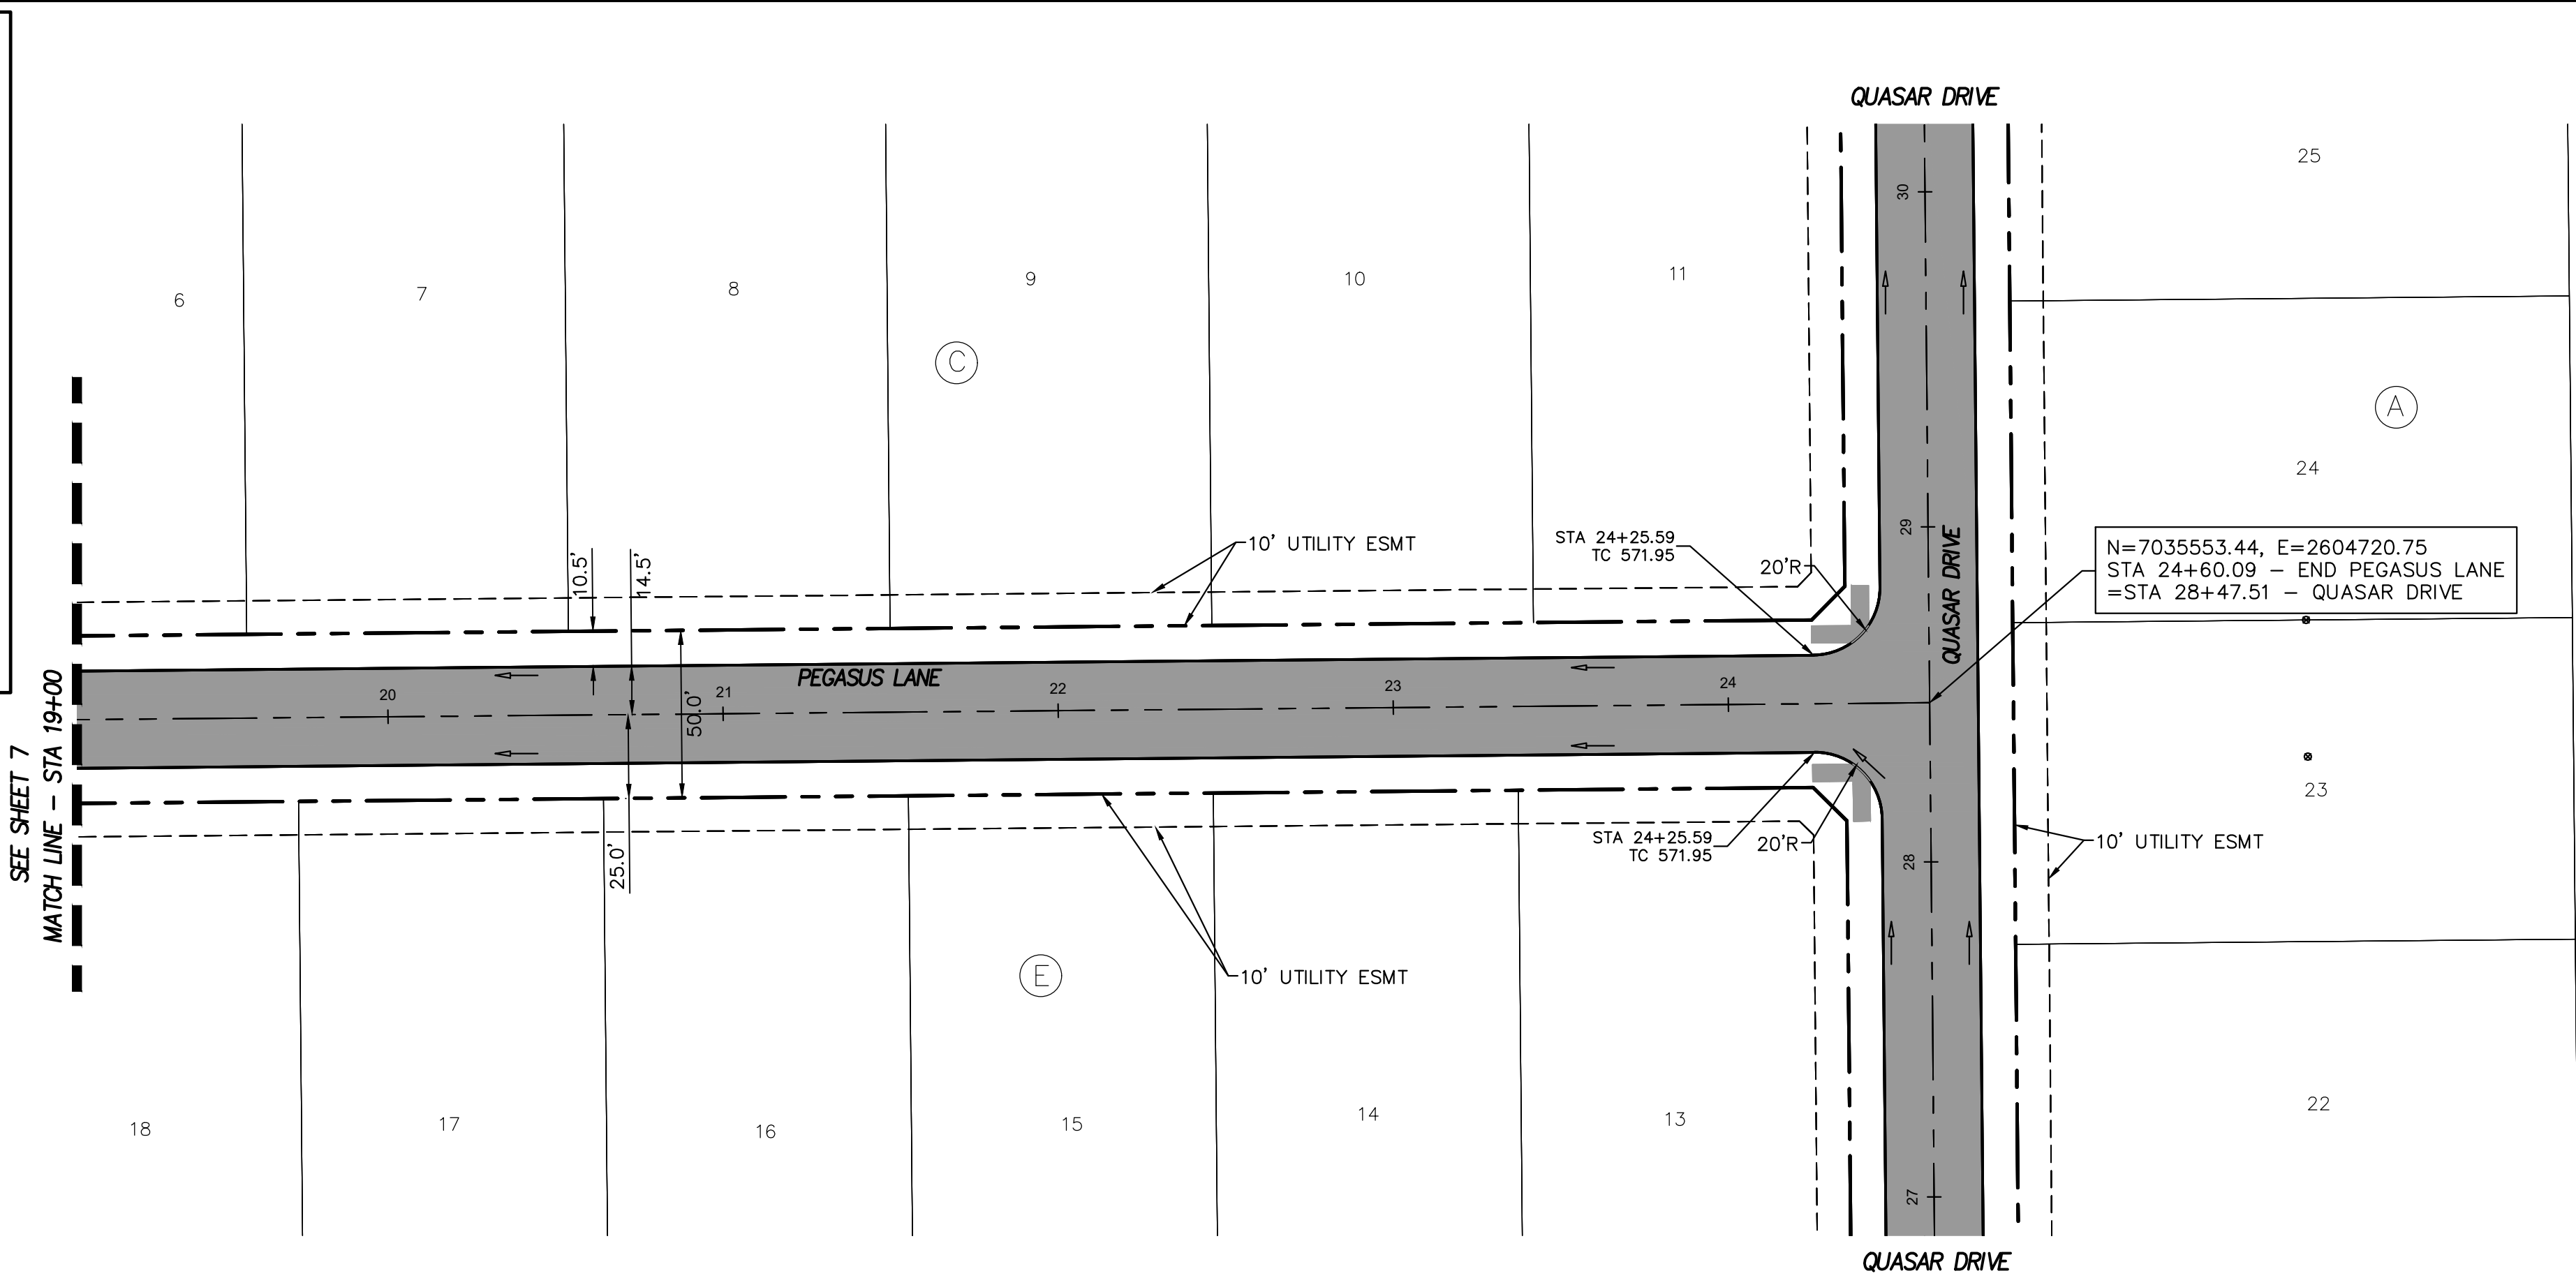 QUASAR DRIVE
25
30
6
7
8
9
10
11
C
A
24
29
QUASAR DRIVE
10' UTILITY ESMT
STA 24+25.59
TC 571.95
20'R
N=7035553.44, E=2604720.75
STA 24+60.09 – END PEGASUS LANE
=STA 28+47.51 – QUASAR DRIVE
10.5'
14.5'
PEGASUS LANE
20
21
22
23
24
50.0'
25.0'
SEE SHEET 7
MATCH LINE – STA 19+00
STA 24+25.59
TC 571.95
20'R
28
23
10' UTILITY ESMT
E
10' UTILITY ESMT
18
17
16
15
14
13
22
27
QUASAR DRIVE